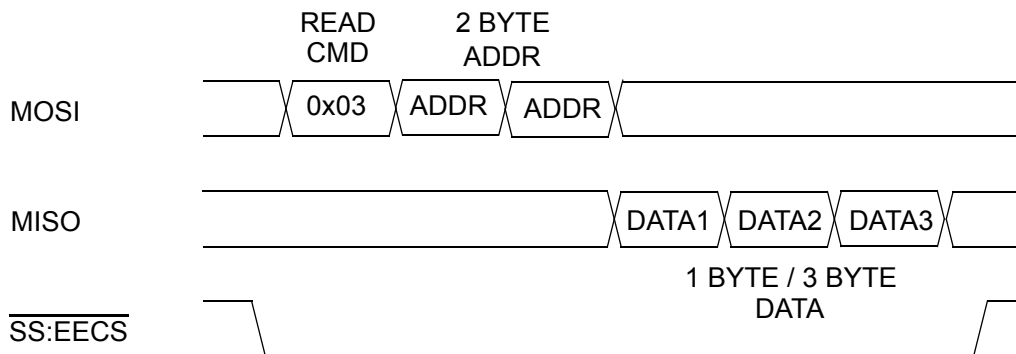 READ
CMD
2 BYTE
ADDR
MOSI
0x03
ADDR
ADDR
MISO
DATA1
DATA2
DATA3
1 BYTE / 3 BYTE
DATA
SS:EECS